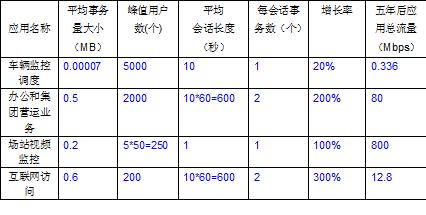 应用名称 平均事务量大小（MB） 峰值用户数(个) 平均会话长度（秒） 每会话事务数（个） 增长率 五年后应用总流量（Mbps）
车辆监控调度 0.00007 5000 10 1 20% 0.336
办公和集团营运业务 0.5 2000 10*60=600 2 200% 80
场站视频监控 0.2 5*50=250 1 1 100% 800
互联网访问 0.6 200 10*60=600 2 300% 12.8